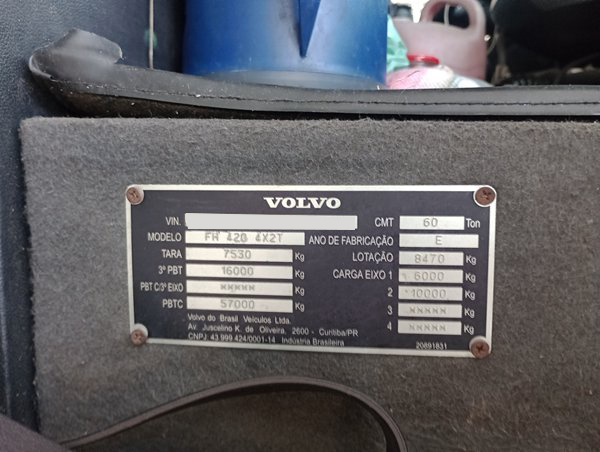 VOLVO
VIN. CMT 60 Ton
MODELO FH 420 4X2T ANO DE FABRICAÇÃO E
TARA 7530 Kg LOTAÇÃO 8470 Kg
3º PBT 16000 Kg CARGA EIXO 1 6000 Kg
PBT C/3º EIXO ××××× Kg 2 10000 Kg
PBTC 57000 Kg 3 ××××× Kg
4 ××××× Kg
Volvo do Brasil Veículos Ltda.
Av. Juscelino K. de Oliveira, 2600 - Curitiba/PR
CNPJ: 43.999.424/0001-14 Indústria Brasileira 20891831